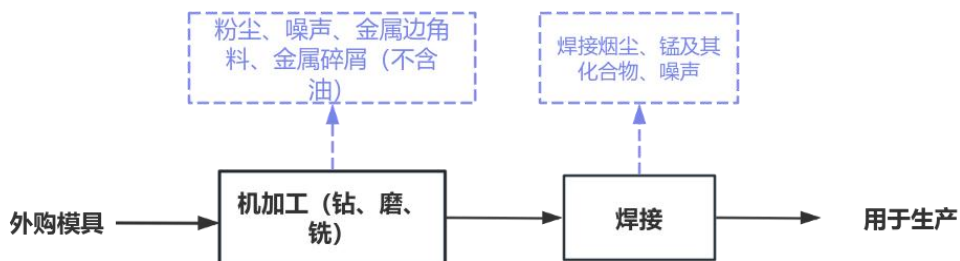 粉尘、噪声、金属边角
料、金属碎屑（不含
油）
焊接烟尘、锰及其
化合物、噪声
外购模具
机加工（钻、磨、
铣）
焊接
用于生产